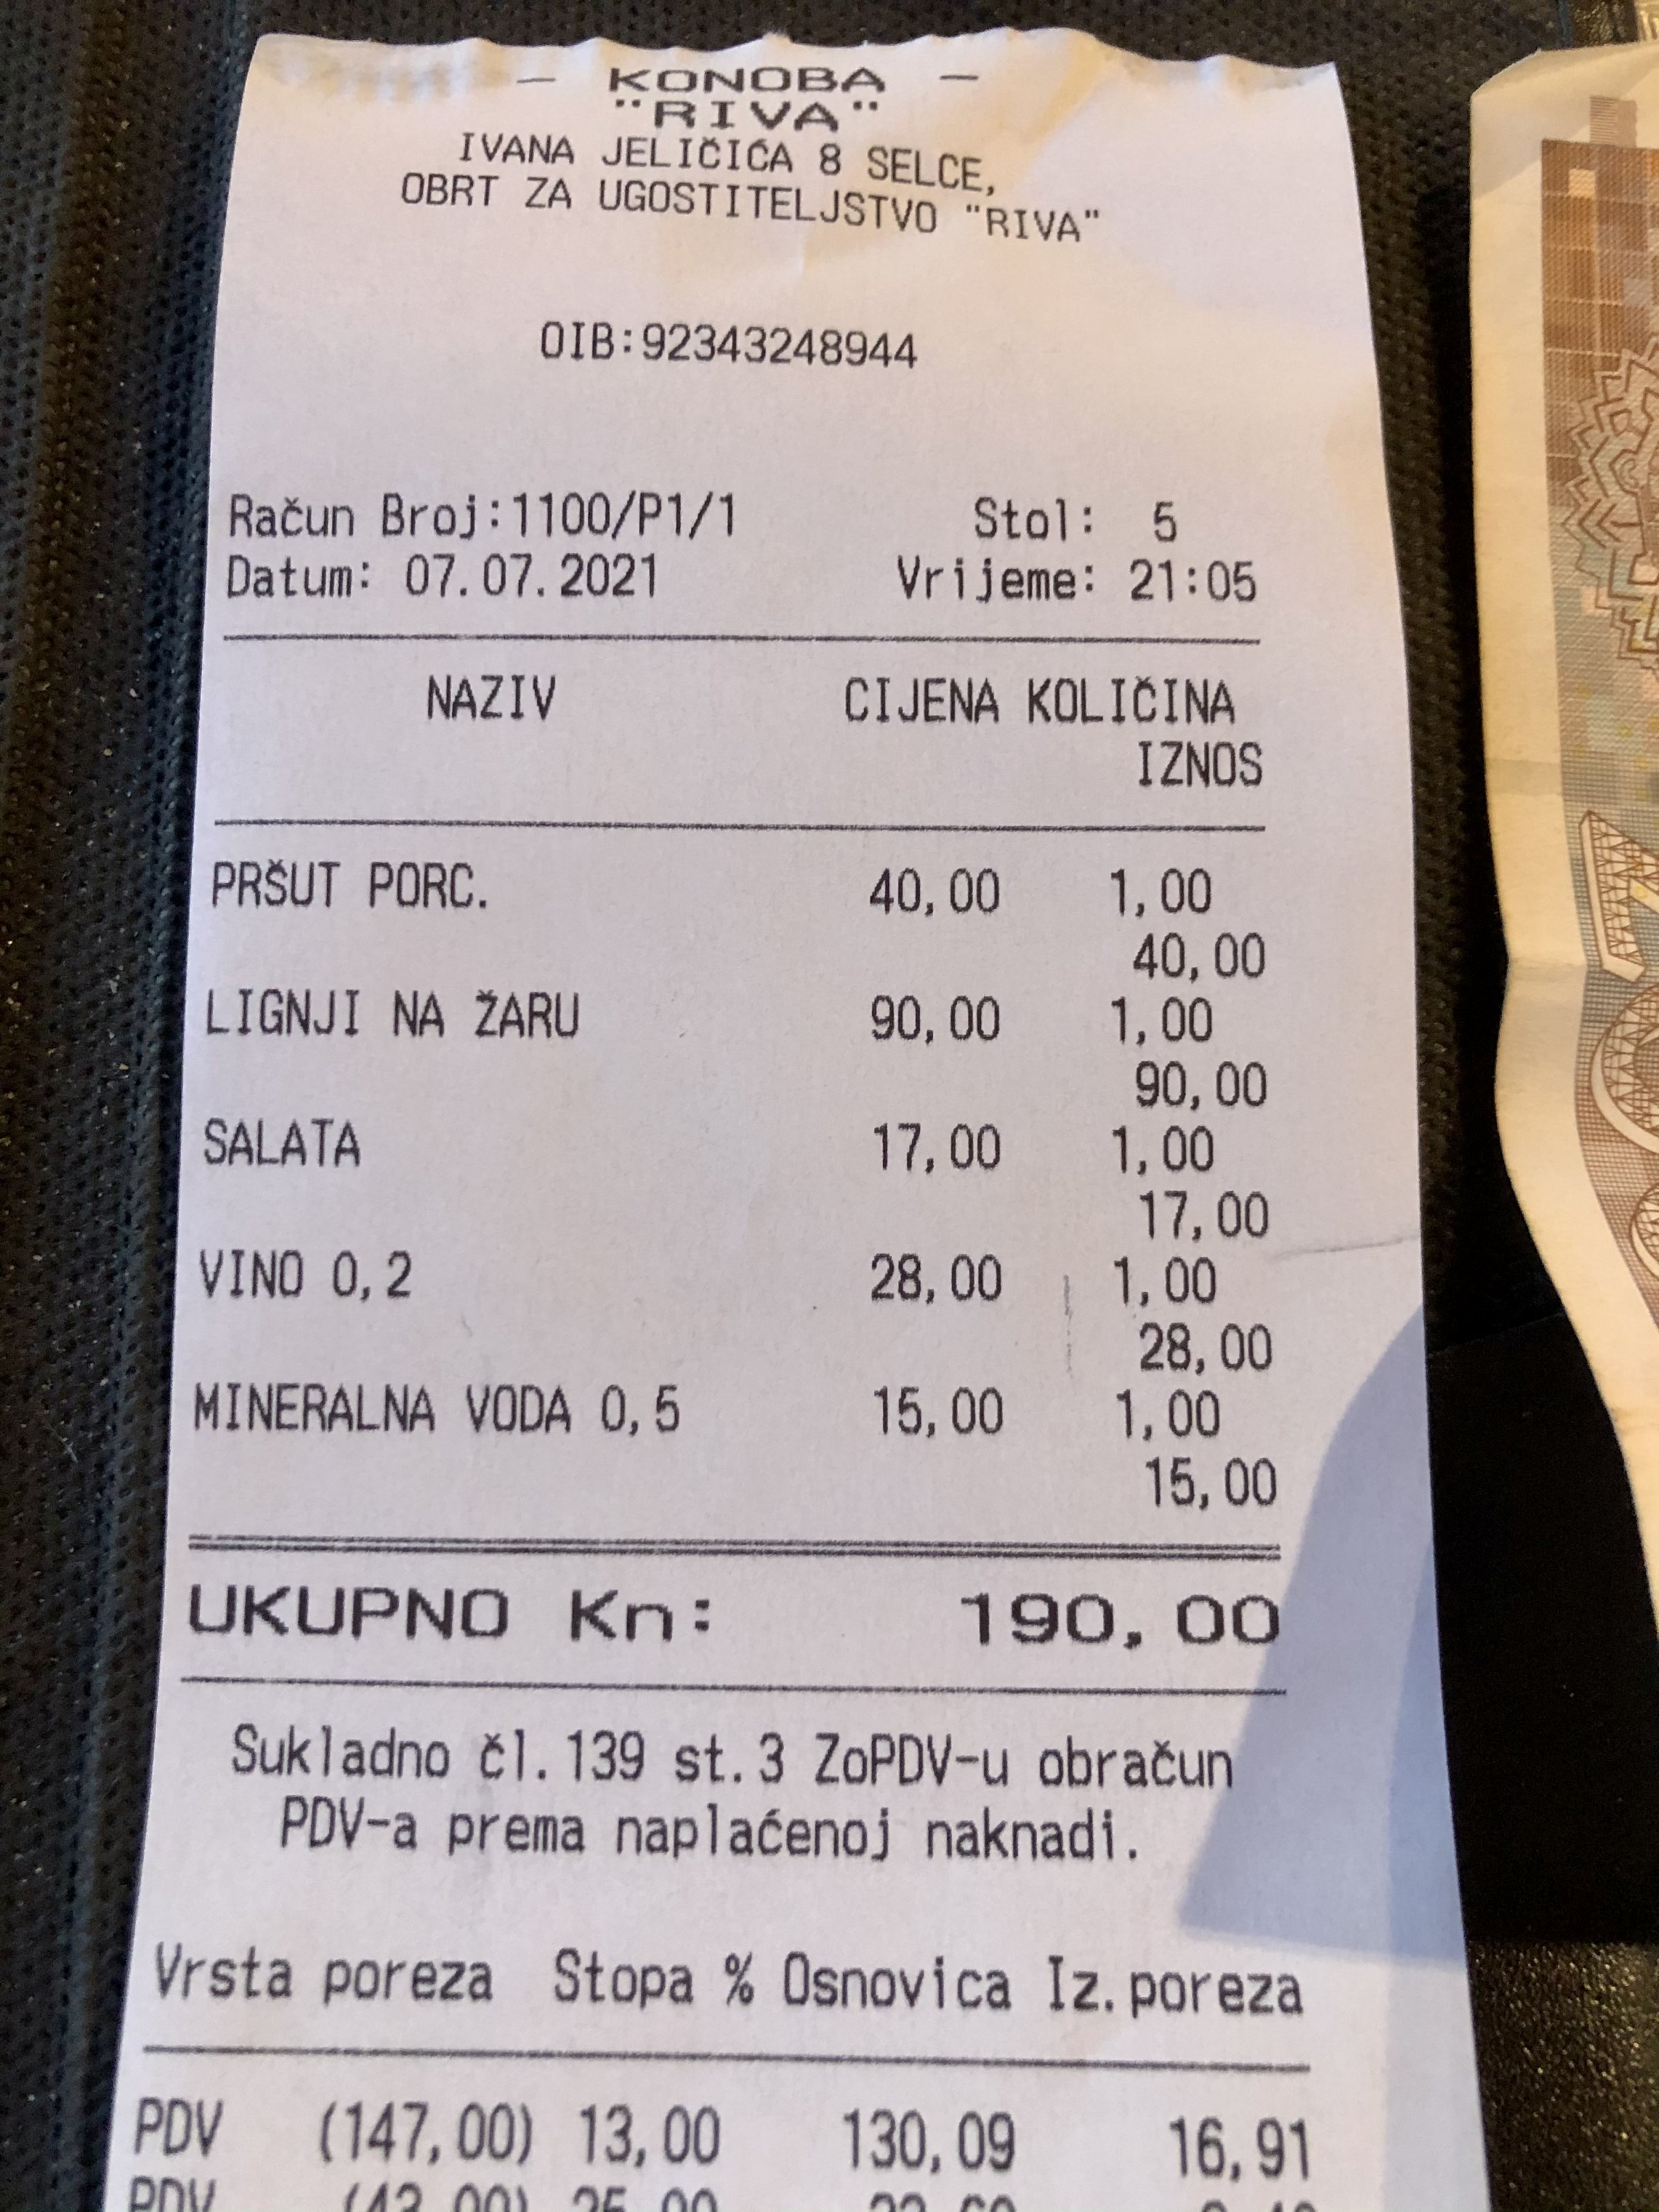 — KONOBA —
"RIVA"
IVANA JELIČIĆA 8 SELCE,
OBRT ZA UGOSTITELJSTVO "RIVA"
OIB:92343248944
Račun Broj:1100/P1/1 Stol: 5
Datum: 07.07.2021 Vrijeme: 21:05
NAZIV CIJENA KOLIČINA
IZNOS
PRŠUT PORC. 40,00 1,00
40,00
LIGNJI NA ŽARU 90,00 1,00
90,00
SALATA 17,00 1,00
17,00
VINO 0,2 28,00 1,00
28,00
MINERALNA VODA 0,5 15,00 1,00
15,00
UKUPNO Kn: 190,00
Sukladno čl.139 st.3 ZoPDV-u obračun
PDV-a prema naplaćenoj naknadi.
Vrsta poreza Stopa % Osnovica Iz.poreza
PDV (147,00) 13,00 130,09 16,91
PDV (43,00) 25,00